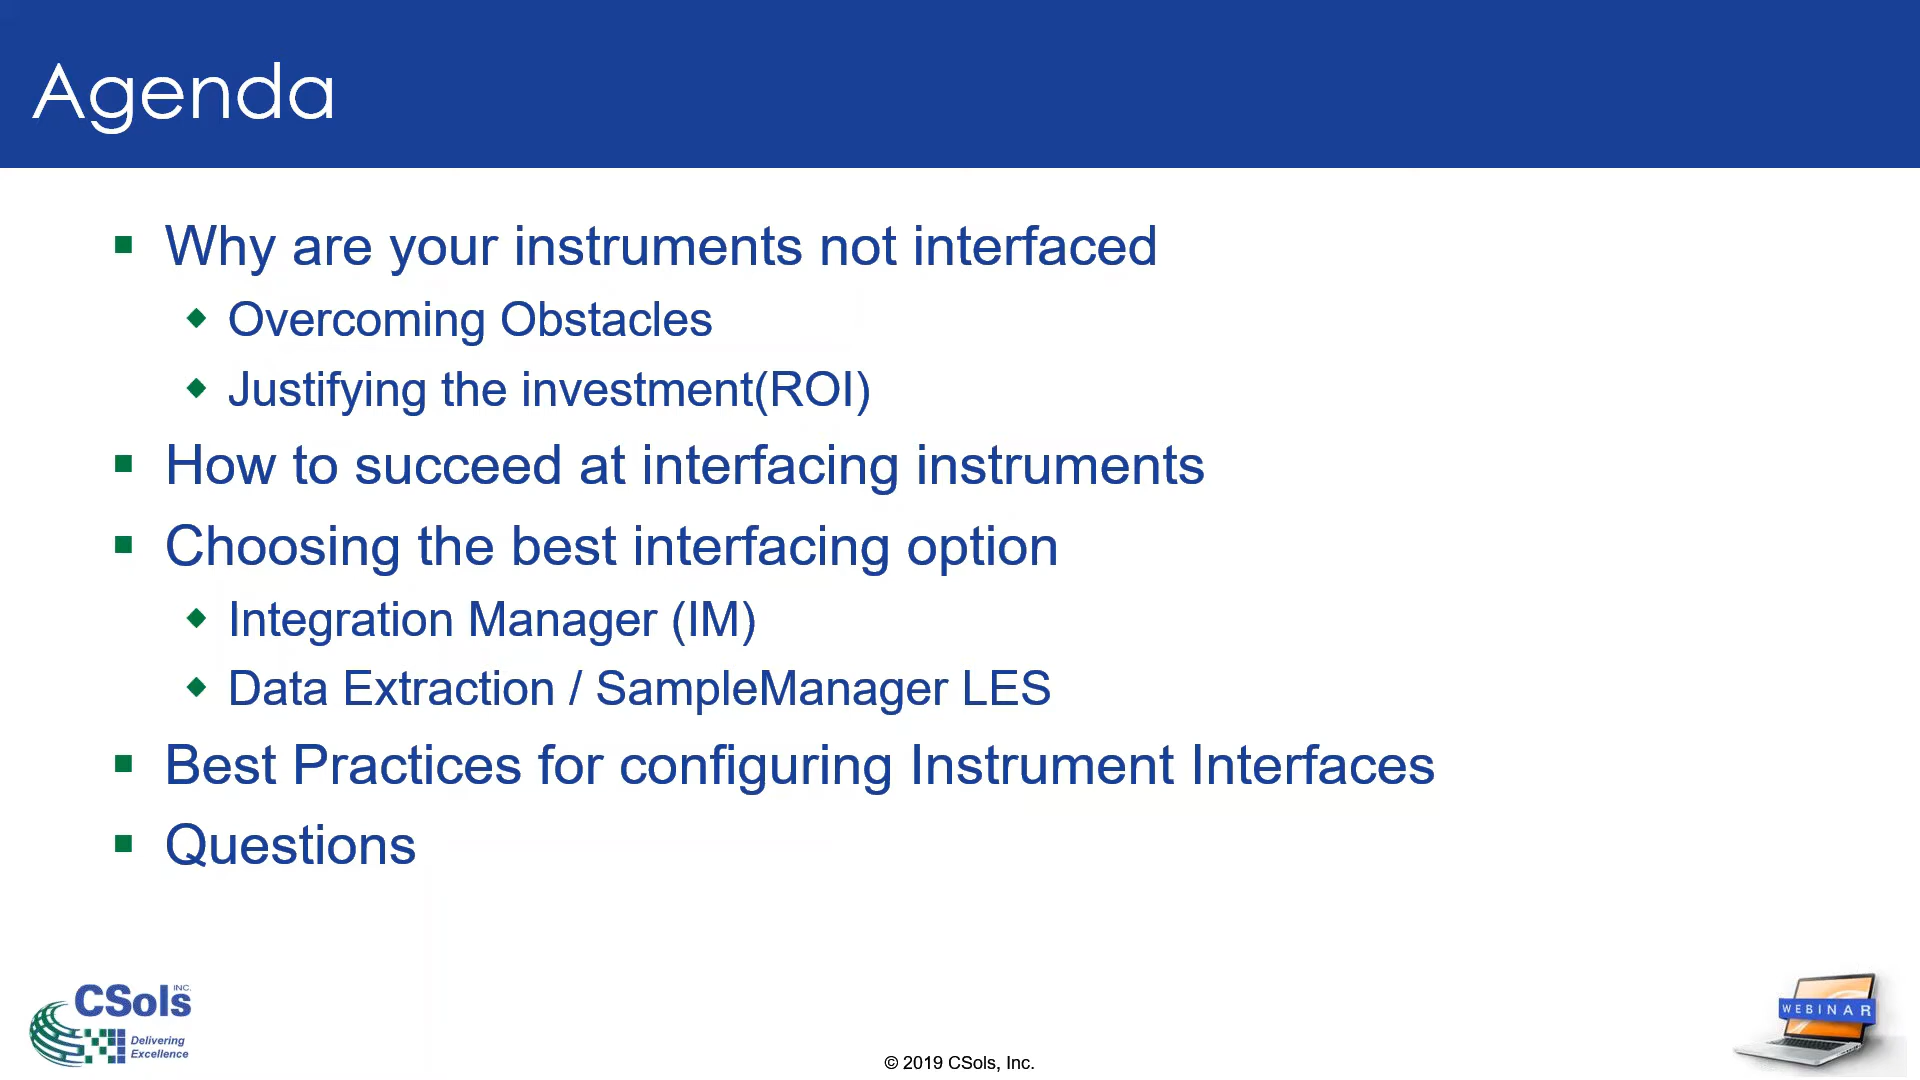 Agenda
Why are your instruments not interfaced
Overcoming Obstacles
Justifying the investment(ROI)
How to succeed at interfacing instruments
Choosing the best interfacing option
Integration Manager (IM)
Data Extraction / SampleManager LES
Best Practices for configuring Instrument Interfaces
Questions
CSols INC.
Delivering
Excellence
© 2019 CSols, Inc.
WEBINAR